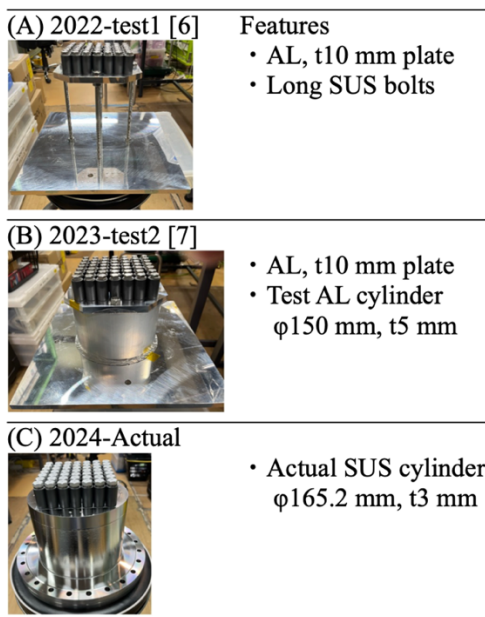 (A) 2022-test1 [6]
Features
・AL, t10 mm plate
・Long SUS bolts
(B) 2023-test2 [7]
・AL, t10 mm plate
・Test AL cylinder
φ150 mm, t5 mm
(C) 2024-Actual
・Actual SUS cylinder
φ165.2 mm, t3 mm